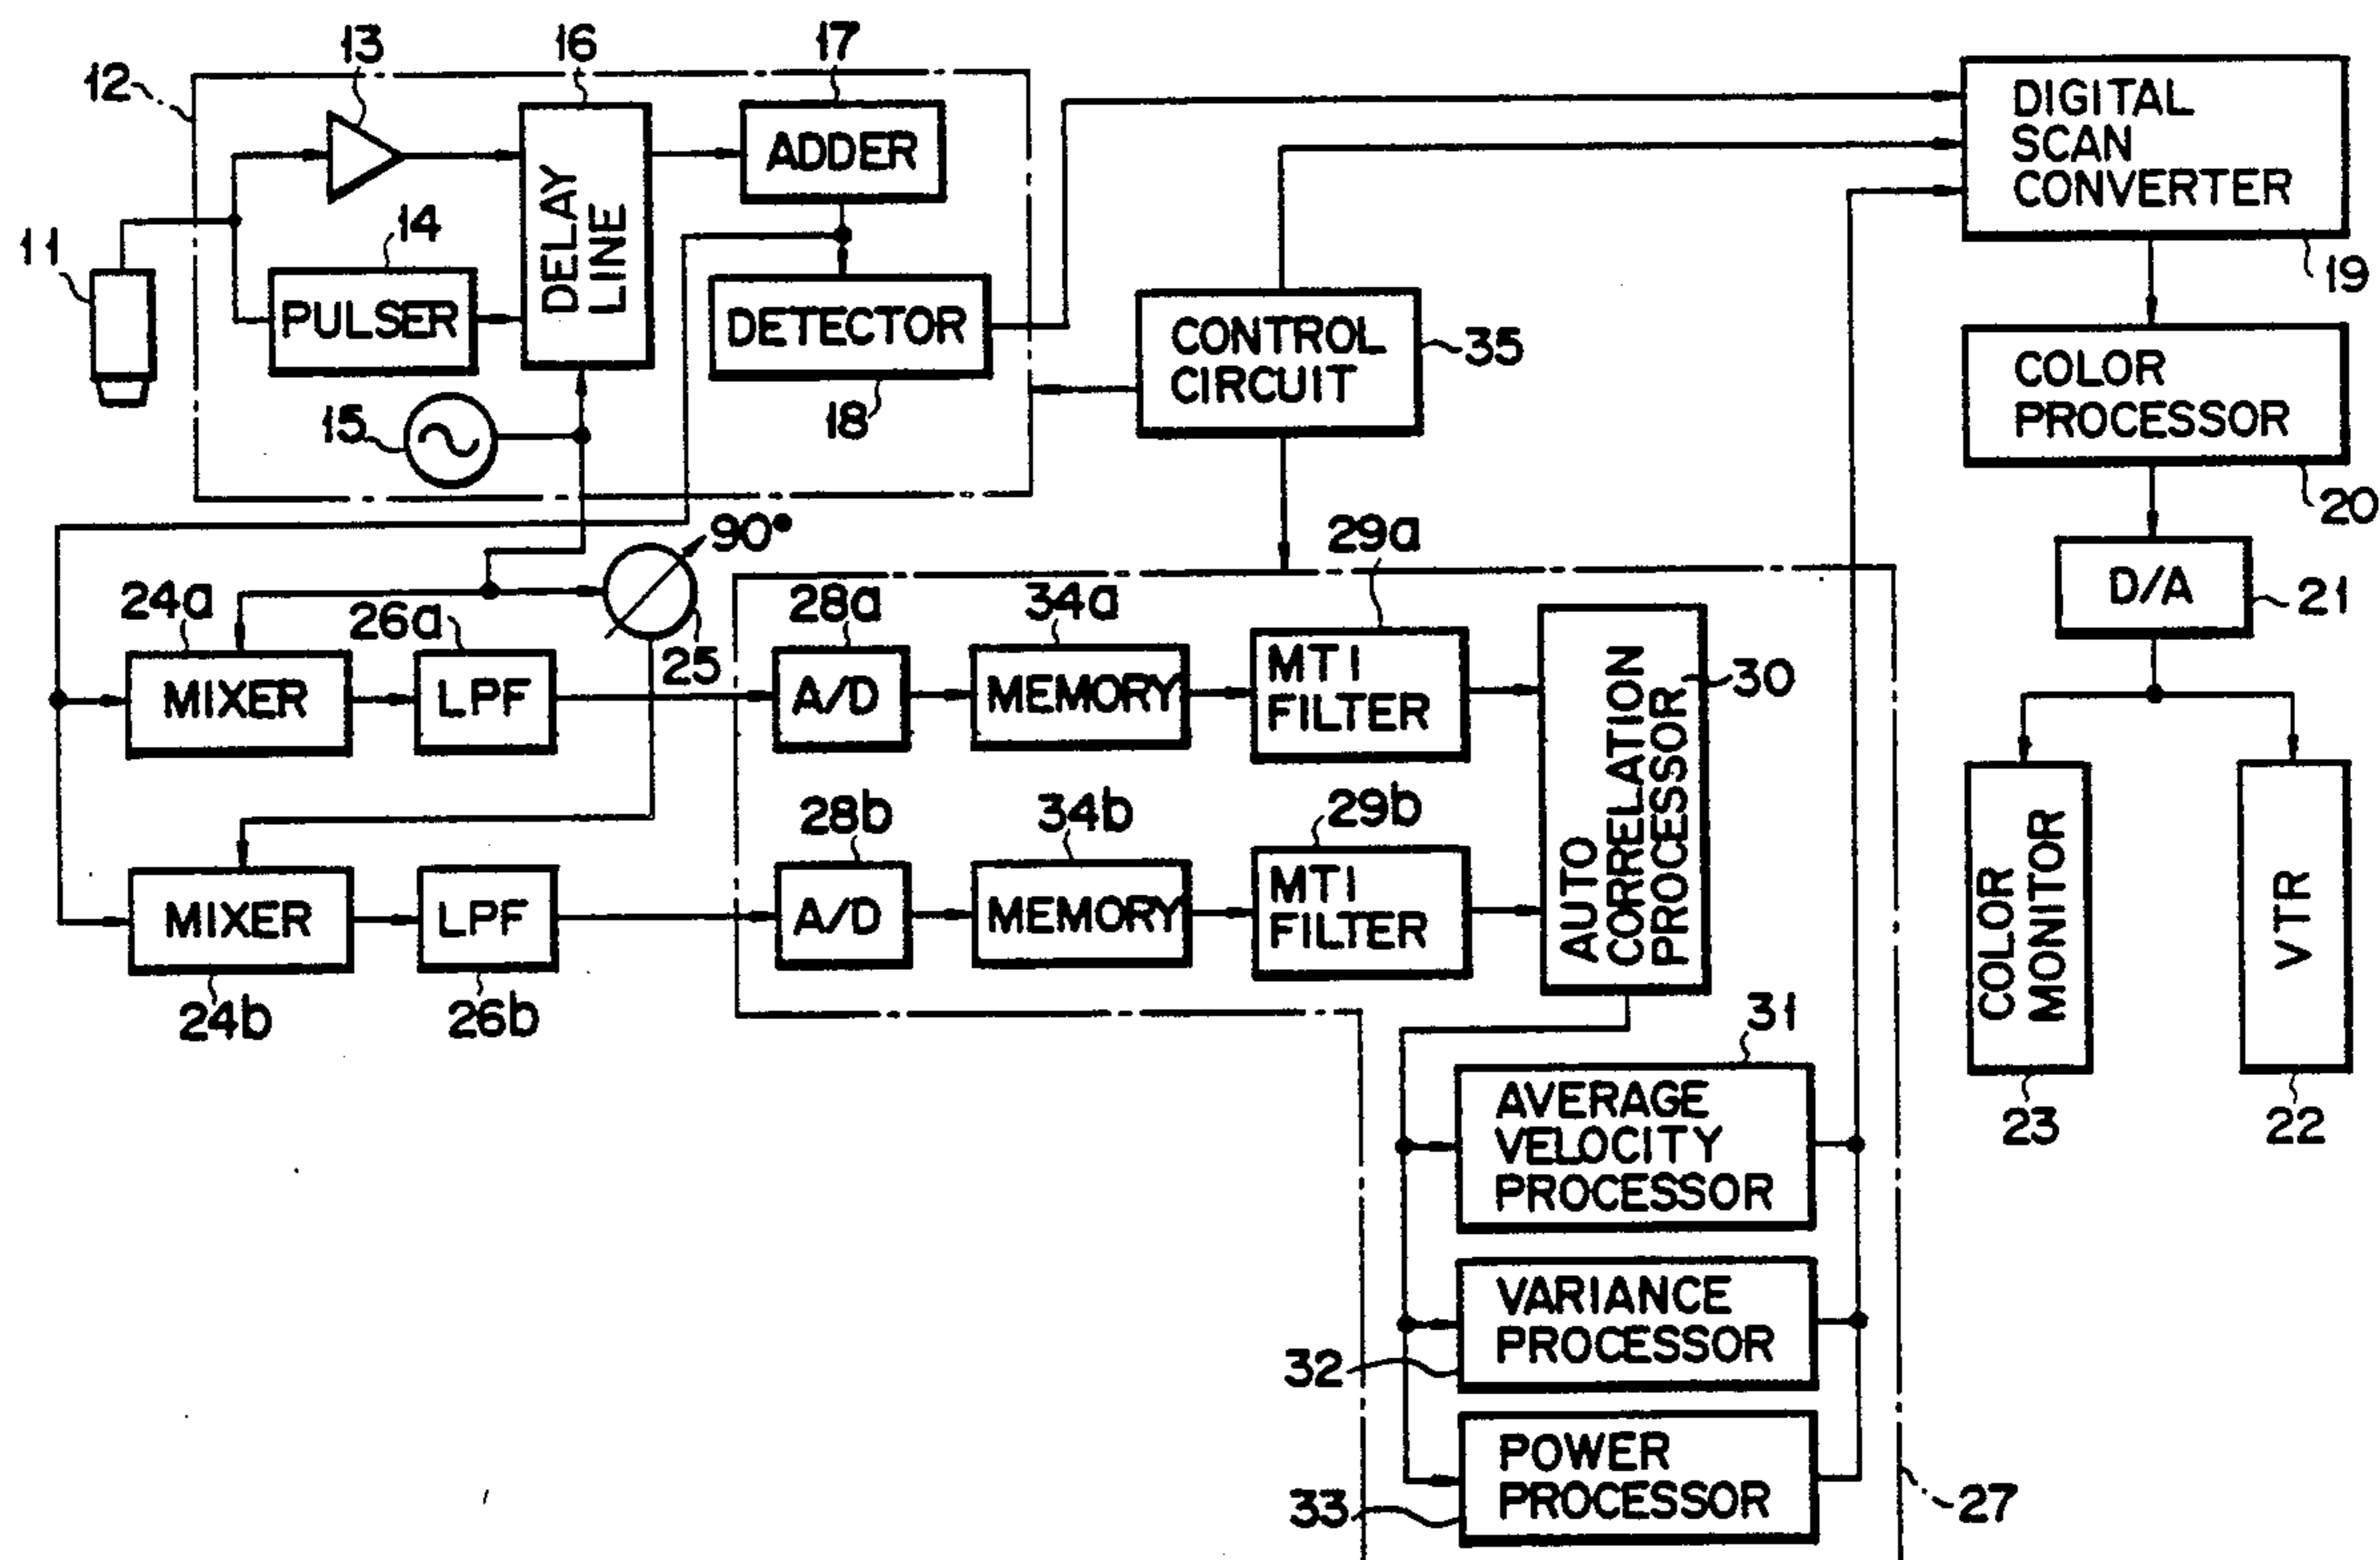 12
13
16
17
11
14
15
18
ADDER
DELAY
LINE
PULSER
DETECTOR
CONTROL
CIRCUIT
35
DIGITAL
SCAN
CONVERTER
19
COLOR
PROCESSOR
20
D/A
21
COLOR
MONITOR
23
VTR
22
90°
25
24a
MIXER
26a
LPF
28a
A/D
34a
MEMORY
29a
MTI
FILTER
AUTO
CORRELATION
PROCESSOR
30
MIXER
24b
LPF
26b
28b
A/D
34b
MEMORY
29b
MTI
FILTER
31
AVERAGE
VELOCITY
PROCESSOR
VARIANCE
PROCESSOR
32
POWER
PROCESSOR
33
27